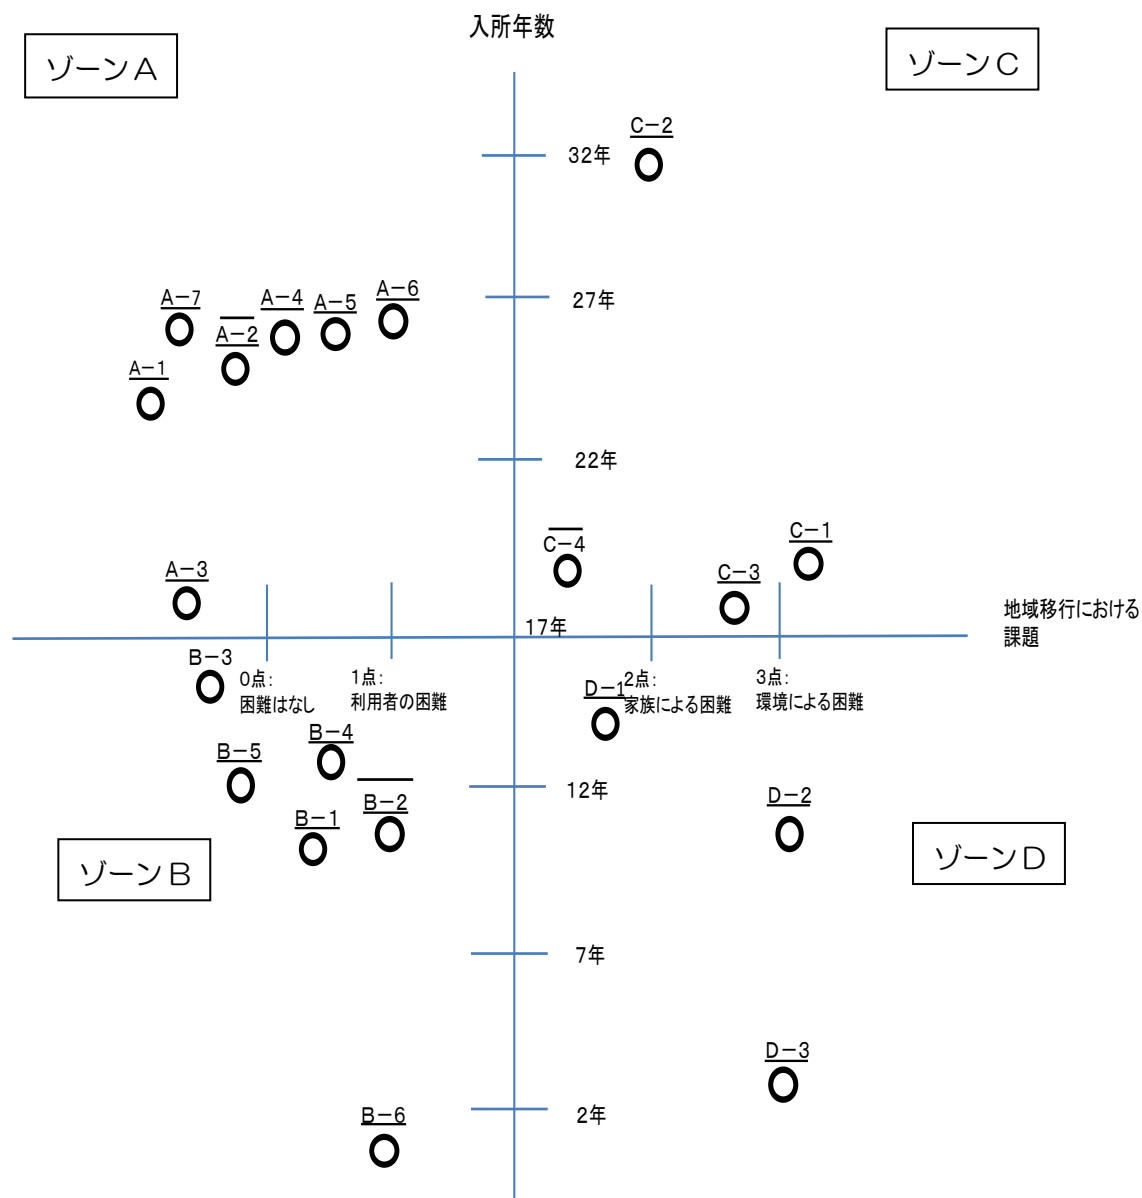 入所年数
ゾーンA
ゾーンC
C-2
32年
A-7
A-4
A-5
A-6
27年
A-2
A-1
22年
C-4
C-1
A-3
C-3
17年
地域移行における
課題
B-3
0点:
困難はなし
1点:
利用者の困難
D-1
2点:
家族による困難
3点:
環境による困難
B-4
B-5
12年
B-2
D-2
B-1
ゾーンB
ゾーンD
7年
D-3
2年
B-6